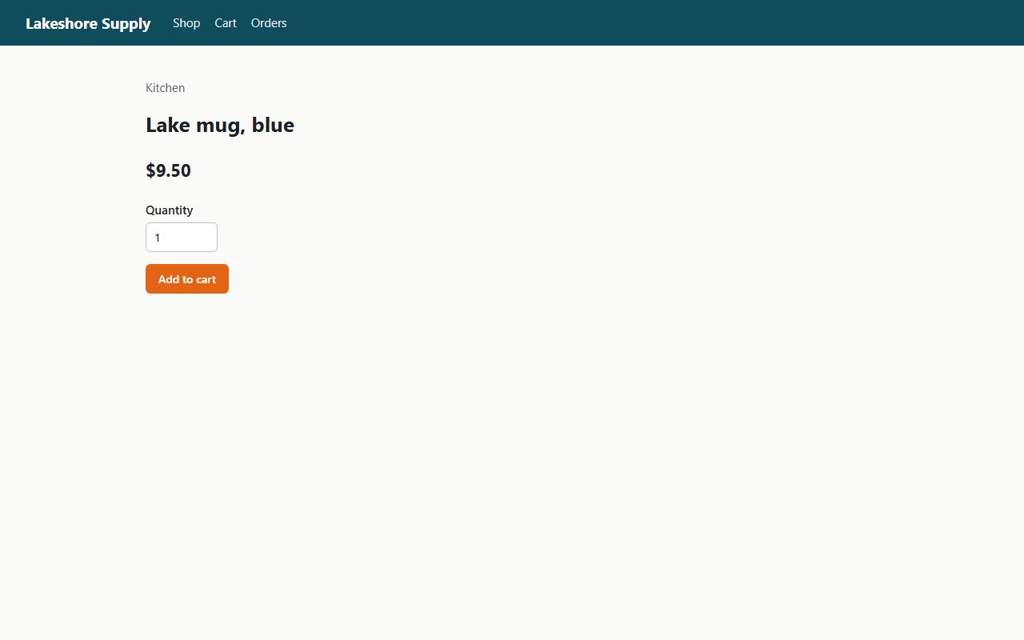 Lakeshore Supply Shop Cart Orders
Kitchen
Lake mug, blue
$9.50
Quantity
1
Add to cart